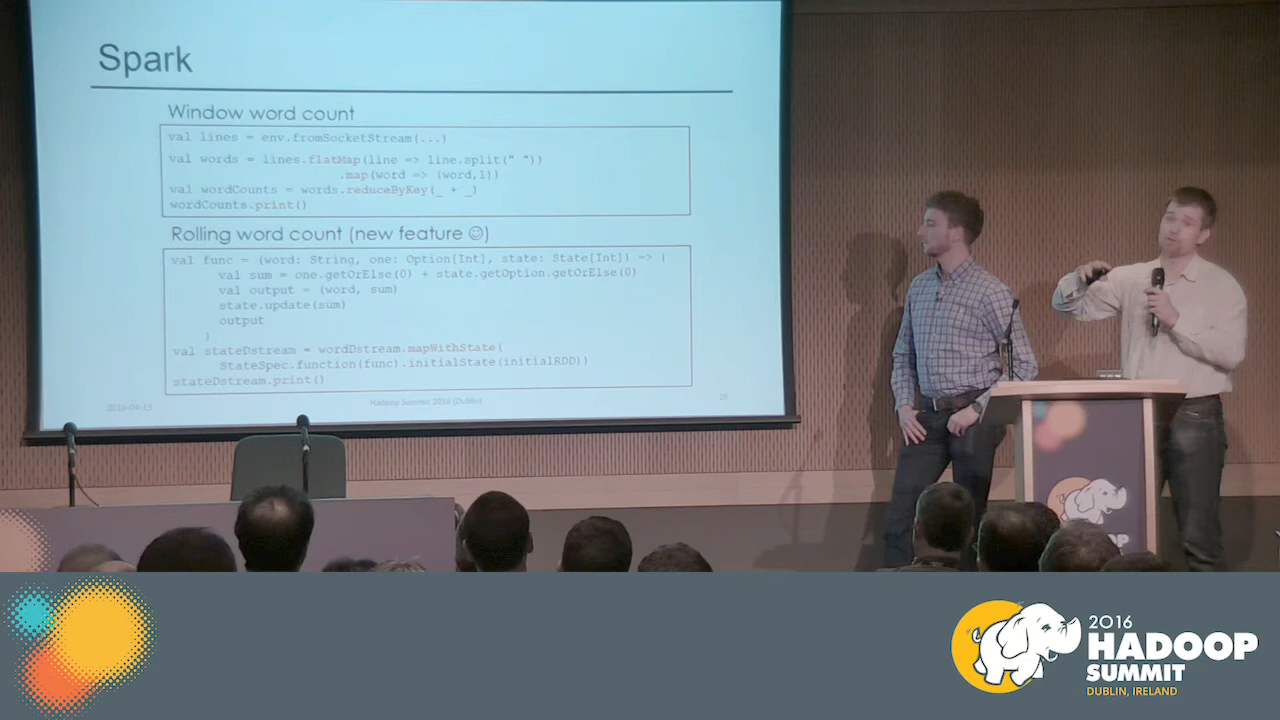 Spark
Window word count
val lines = env.fromSocketStream(...)
val words = lines.flatMap(line => line.split(" "))
.map(word => (word,1))
val wordCounts = words.reduceByKey(_ + _)
wordCounts.print()
Rolling word count (new feature ☺)
val func = (word: String, one: Option[Int], state: State[Int]) => {
val sum = one.getOrElse(0) + state.getOption.getOrElse(0)
val output = (word, sum)
state.update(sum)
output
}
val stateDstream = wordDstream.mapWithState(
StateSpec.function(func).initialState(initialRDD))
stateDstream.print()
2016-04-13
Hadoop Summit 2016 (Dublin)
2016
HADOOP
SUMMIT
DUBLIN, IRELAND